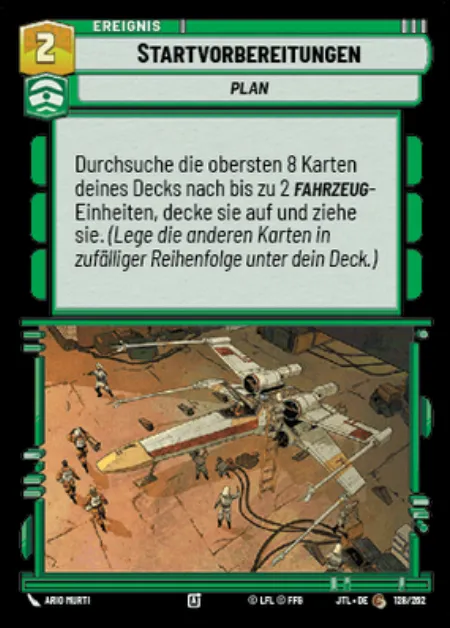 EREIGNIS
2
STARTVORBEREITUNGEN
PLAN
Durchsuche die obersten 8 Karten
deines Decks nach bis zu 2 FAHRZEUG-
Einheiten, decke sie auf und ziehe
sie. (Lege die anderen Karten in
zufälliger Reihenfolge unter dein Deck.)
ARIO MURTI
© LFL © FFG
JTL • DE
128/262